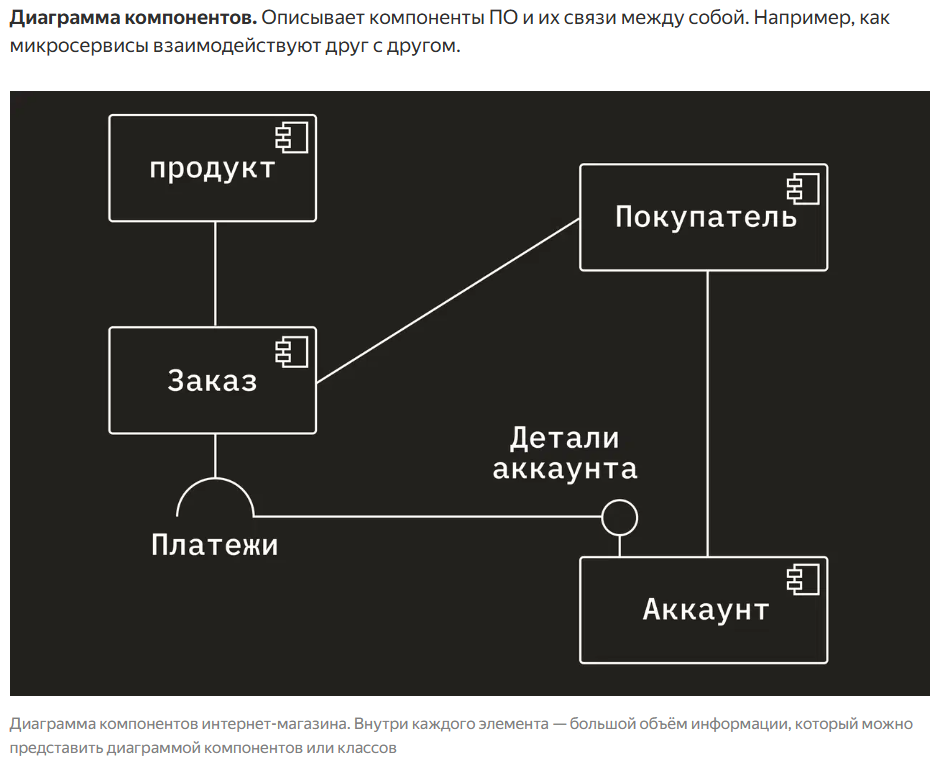 Диаграмма компонентов. Описывает компоненты ПО и их связи между собой. Например, как
микросервисы взаимодействуют друг с другом.
продукт
Покупатель
Заказ
Детали
аккаунта
Платежи
Аккаунт
Диаграмма компонентов интернет-магазина. Внутри каждого элемента — большой объём информации, который можно
представить диаграммой компонентов или классов